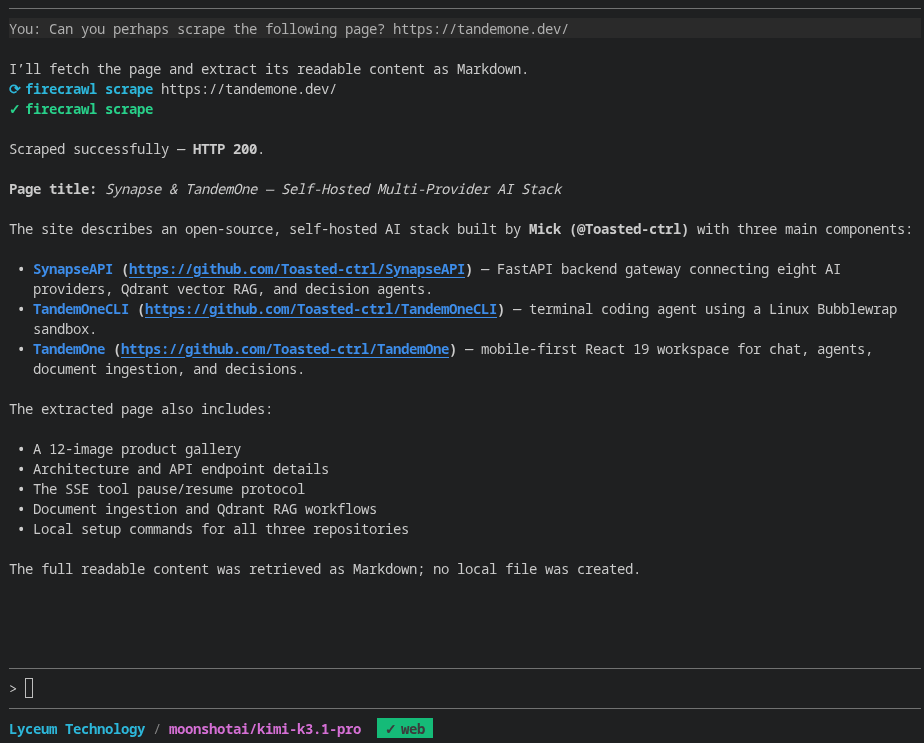 You: Can you perhaps scrape the following page? https://tandemone.dev/
I’ll fetch the page and extract its readable content as Markdown.
⟳ firecrawl scrape https://tandemone.dev/
✓ firecrawl scrape
Scraped successfully — HTTP 200.
Page title: Synapse & TandemOne — Self-Hosted Multi-Provider AI Stack
The site describes an open-source, self-hosted AI stack built by Mick (@Toasted-ctrl) with three main components:
• SynapseAPI (https://github.com/Toasted-ctrl/SynapseAPI) — FastAPI backend gateway connecting eight AI
providers, Qdrant vector RAG, and decision agents.
• TandemOneCLI (https://github.com/Toasted-ctrl/TandemOneCLI) — terminal coding agent using a Linux Bubblewrap
sandbox.
• TandemOne (https://github.com/Toasted-ctrl/TandemOne) — mobile-first React 19 workspace for chat, agents,
document ingestion, and decisions.
The extracted page also includes:
• A 12-image product gallery
• Architecture and API endpoint details
• The SSE tool pause/resume protocol
• Document ingestion and Qdrant RAG workflows
• Local setup commands for all three repositories
The full readable content was retrieved as Markdown; no local file was created.
>
Lyceum Technology / moonshotai/kimi-k3.1-pro ✓ web